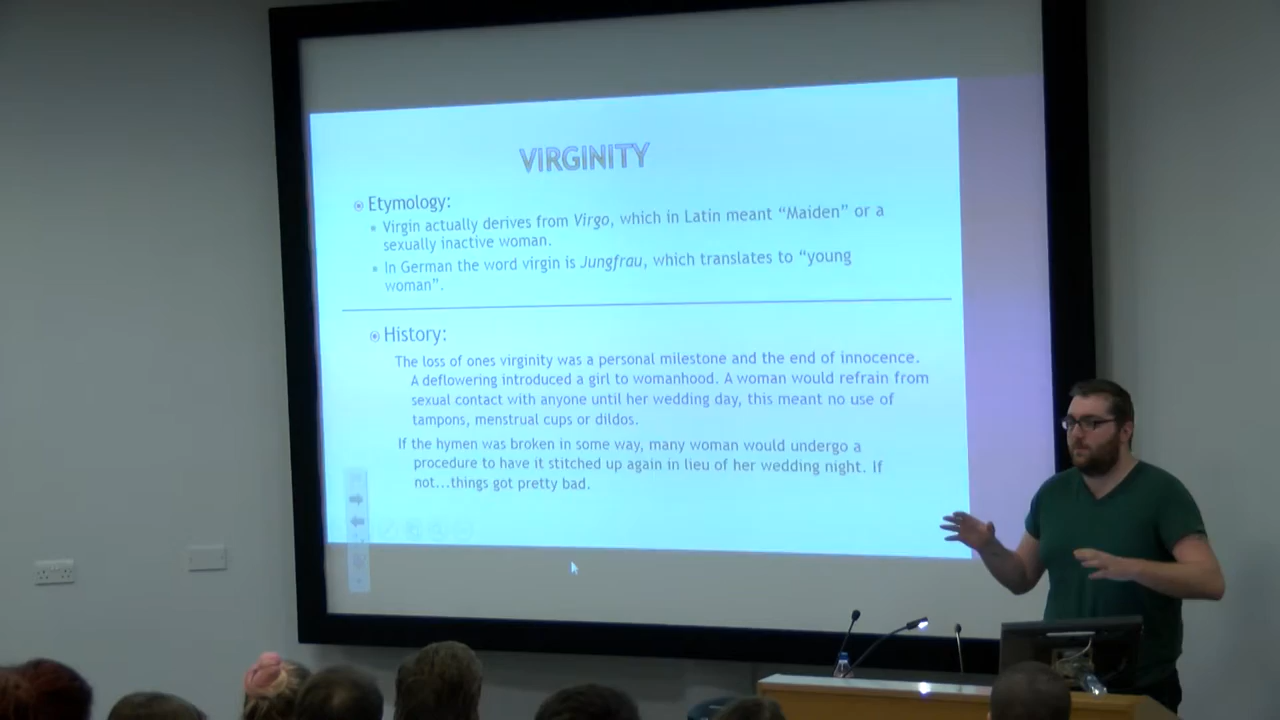 VIRGINITY
Etymology:
Virgin actually derives from Virgo, which in Latin meant “Maiden” or a
sexually inactive woman.
In German the word virgin is Jungfrau, which translates to “young
woman”.
History:
The loss of ones virginity was a personal milestone and the end of innocence.
A deflowering introduced a girl to womanhood. A woman would refrain from
sexual contact with anyone until her wedding day, this meant no use of
tampons, menstrual cups or dildos.
If the hymen was broken in some way, many woman would undergo a
procedure to have it stitched up again in lieu of her wedding night. If
not...things got pretty bad.